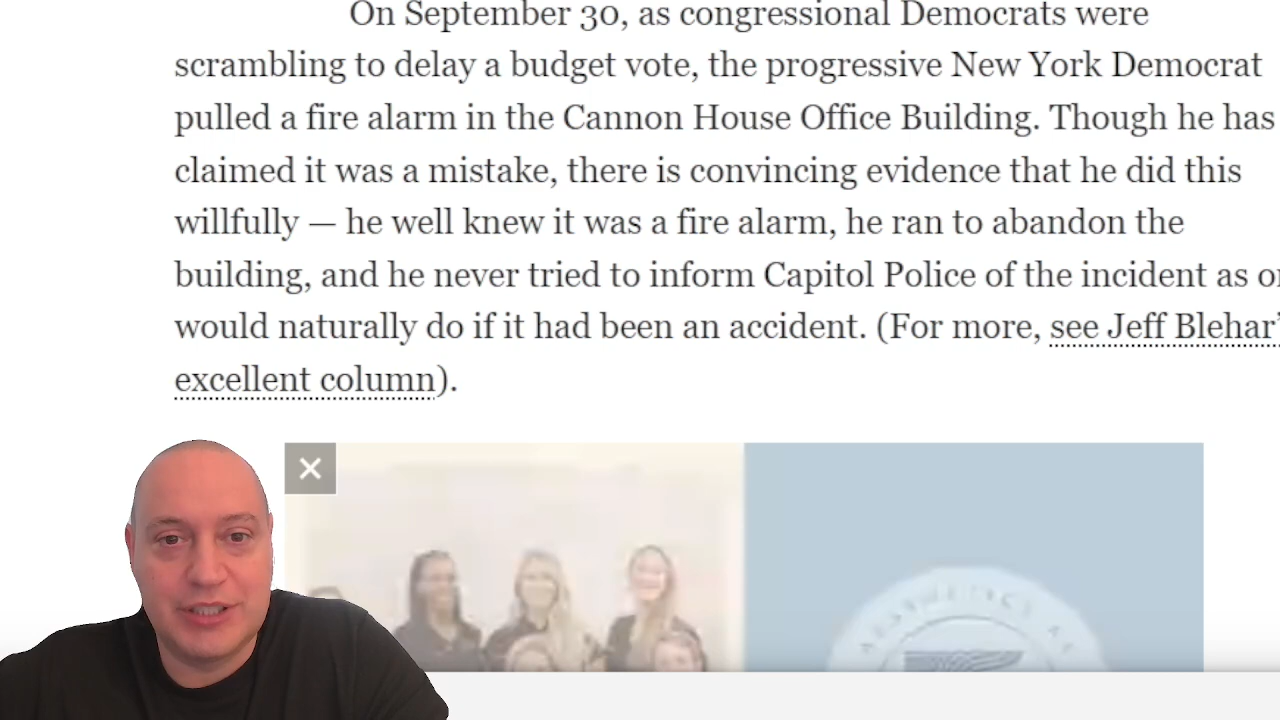 On September 30, as congressional Democrats were
scrambling to delay a budget vote, the progressive New York Democrat
pulled a fire alarm in the Cannon House Office Building. Though he has
claimed it was a mistake, there is convincing evidence that he did this
willfully — he well knew it was a fire alarm, he ran to abandon the
building, and he never tried to inform Capitol Police of the incident as
would naturally do if it had been an accident. (For more, see Jeff Blehar’
excellent column).